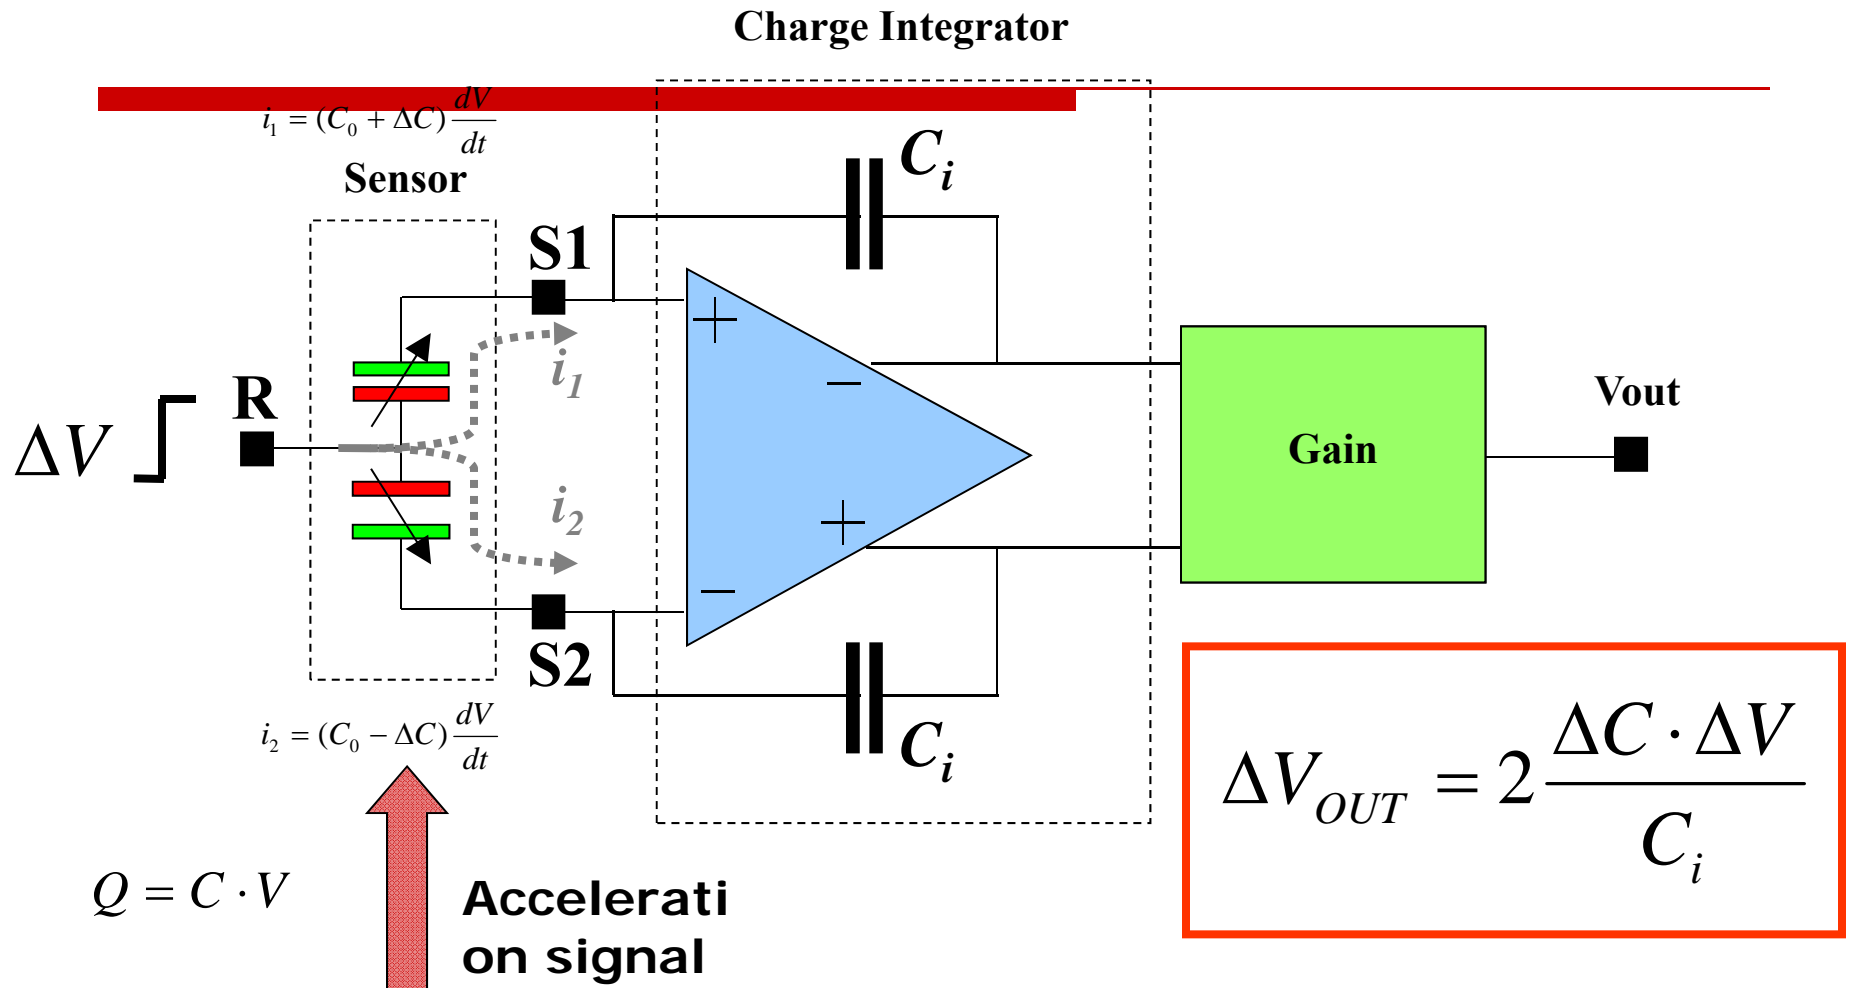 Charge Integrator
i₁ = (C₀ + ΔC) dV/dt
Sensor
Cᵢ
S1
+
i₁
−
R
ΔV
Vout
Gain
i₂
+
−
S2
Cᵢ
i₂ = (C₀ − ΔC) dV/dt
ΔV_OUT = 2 ΔC · ΔV / Cᵢ
Q = C · V
Accelerati
on signal